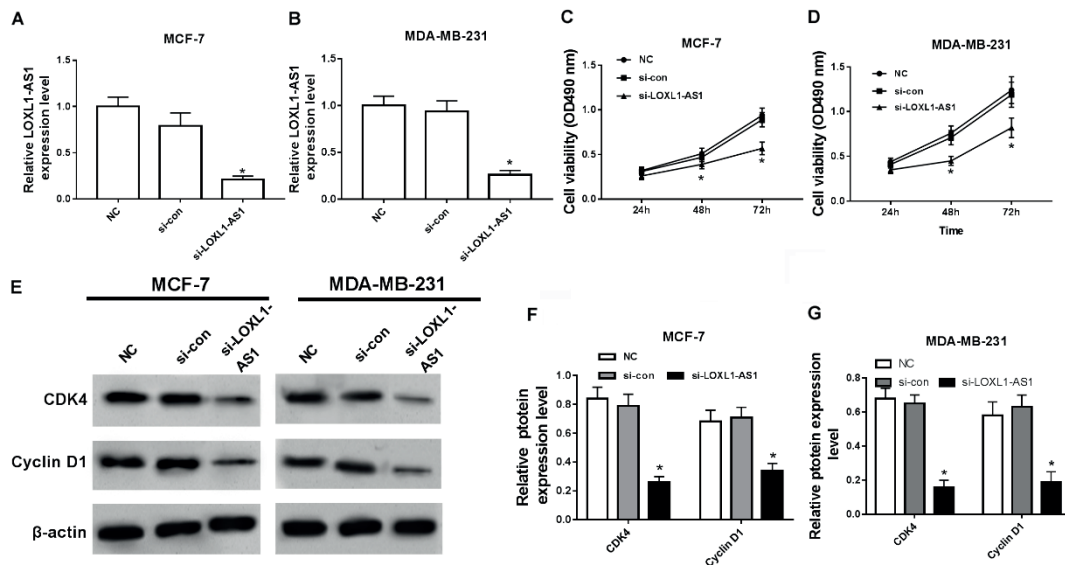 A
MCF-7
Relative LOXL1-AS1
expression level
1.5
1.0
0.5
0.0
NC
si-con
si-LOXL1-AS1
*
B
MDA-MB-231
Relative LOXL1-AS1
expression level
1.5
1.0
0.5
0.0
NC
si-con
si-LOXL1-AS1
*
C
MCF-7
NC
si-con
si-LOXL1-AS1
Cell viability (OD490 nm)
1.5
1.0
0.5
0.0
24h
48h
72h
*
*
D
MDA-MB-231
NC
si-con
si-LOXL1-AS1
Cell viability (OD490 nm)
1.5
1.0
0.5
0.0
24h
48h
72h
Time
*
*
E
MCF-7
MDA-MB-231
NC
si-con
si-LOXL1-
AS1
NC
si-con
si-LOXL1-
AS1
CDK4
Cyclin D1
β-actin
F
MCF-7
NC
si-con
si-LOXL1-AS1
Relative ptotein
expression level
1.0
0.8
0.6
0.4
0.2
0.0
CDK4
Cyclin D1
*
*
G
MDA-MB-231
NC
si-con
si-LOXL1-AS1
Relative ptotein expression
level
0.8
0.6
0.4
0.2
0.0
CDK4
Cyclin D1
*
*